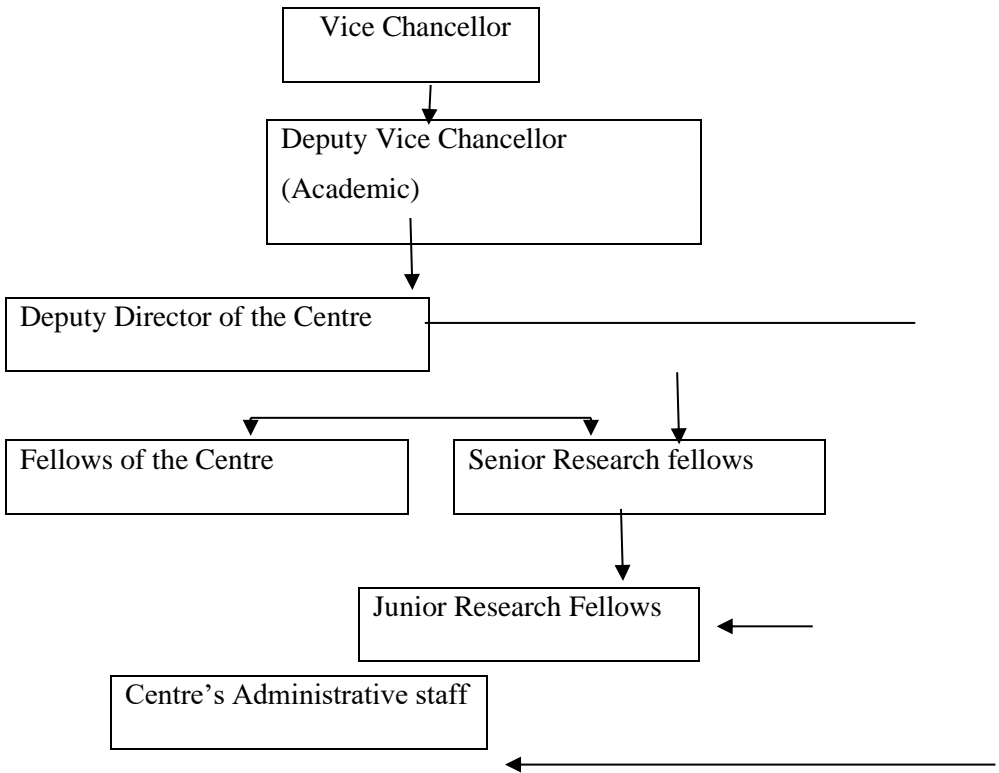 Vice Chancellor
Deputy Vice Chancellor
(Academic)
Deputy Director of the Centre
Fellows of the Centre
Senior Research fellows
Junior Research Fellows
Centre’s Administrative staff